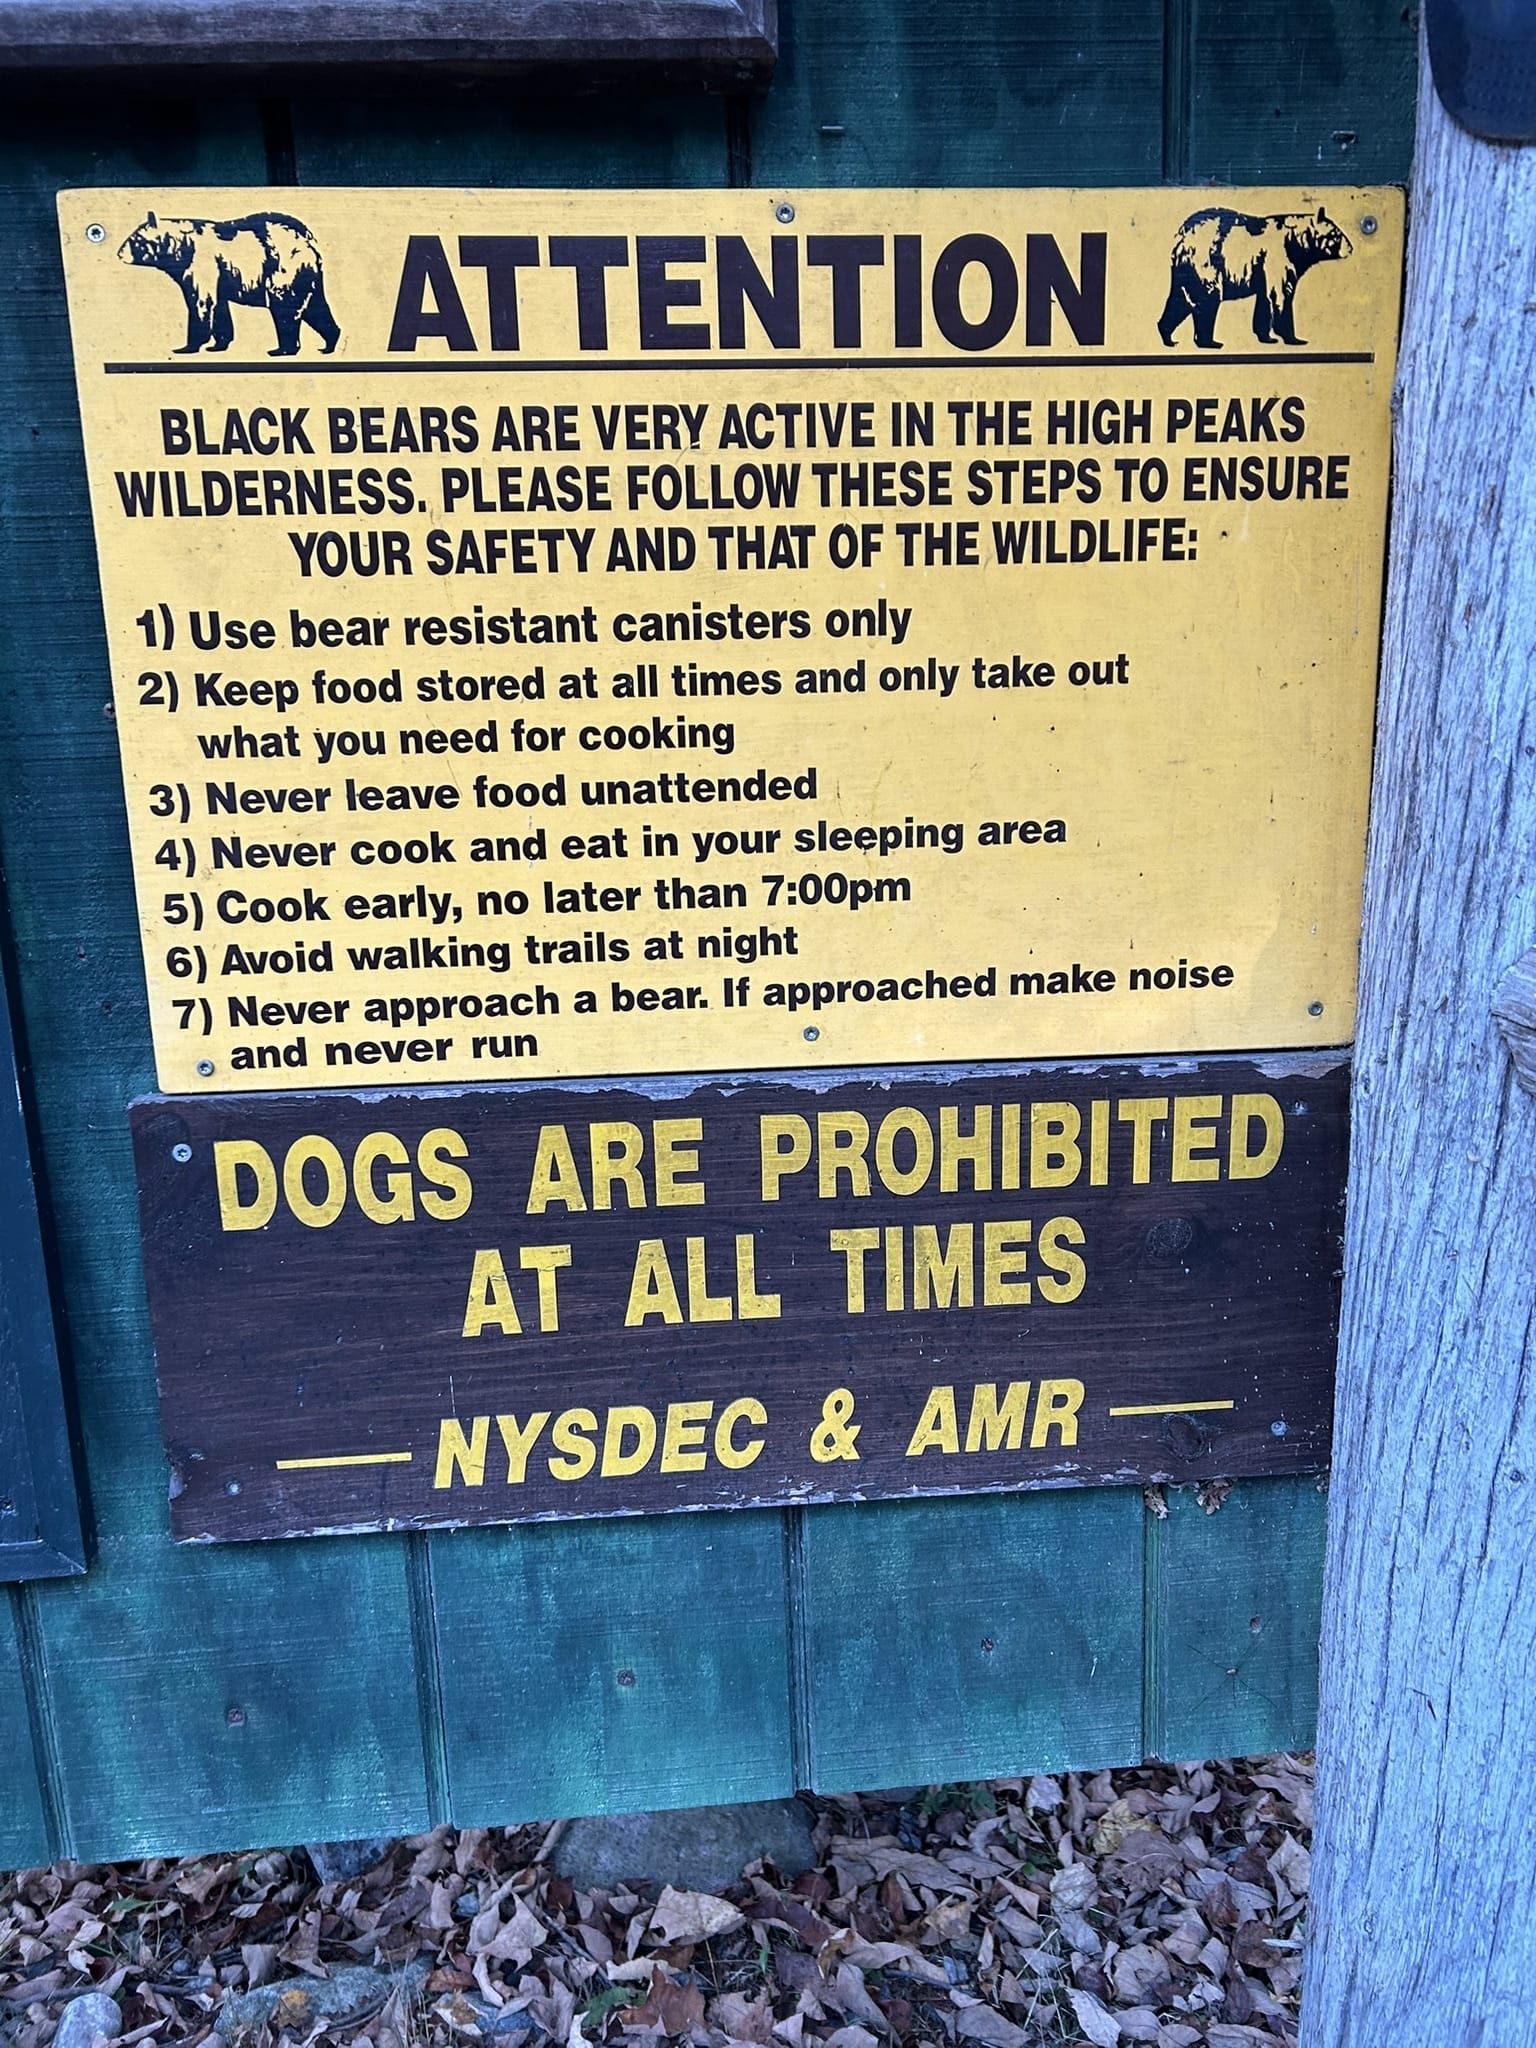 ATTENTION
BLACK BEARS ARE VERY ACTIVE IN THE HIGH PEAKS
WILDERNESS. PLEASE FOLLOW THESE STEPS TO ENSURE
YOUR SAFETY AND THAT OF THE WILDLIFE:
1) Use bear resistant canisters only
2) Keep food stored at all times and only take out
what you need for cooking
3) Never leave food unattended
4) Never cook and eat in your sleeping area
5) Cook early, no later than 7:00pm
6) Avoid walking trails at night
7) Never approach a bear. If approached make noise
and never run
DOGS ARE PROHIBITED
AT ALL TIMES
— NYSDEC & AMR —